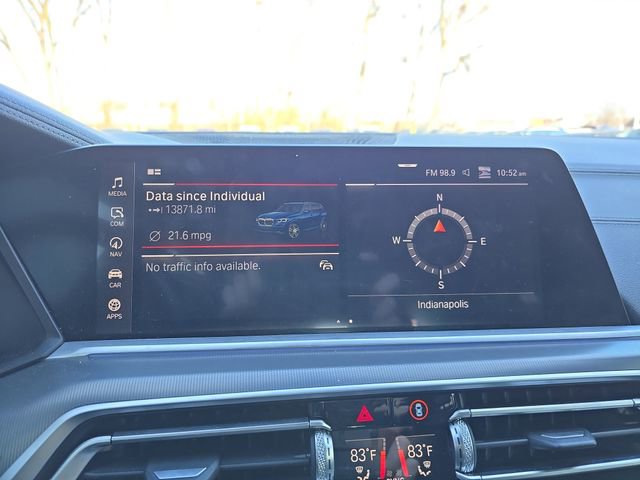 FM 98.9 10:52 am
MEDIA
COM
NAV
CAR
APPS
Data since Individual
13871.8 mi
21.6 mpg
No traffic info available.
N
W E
S
Indianapolis
83°F 83°F